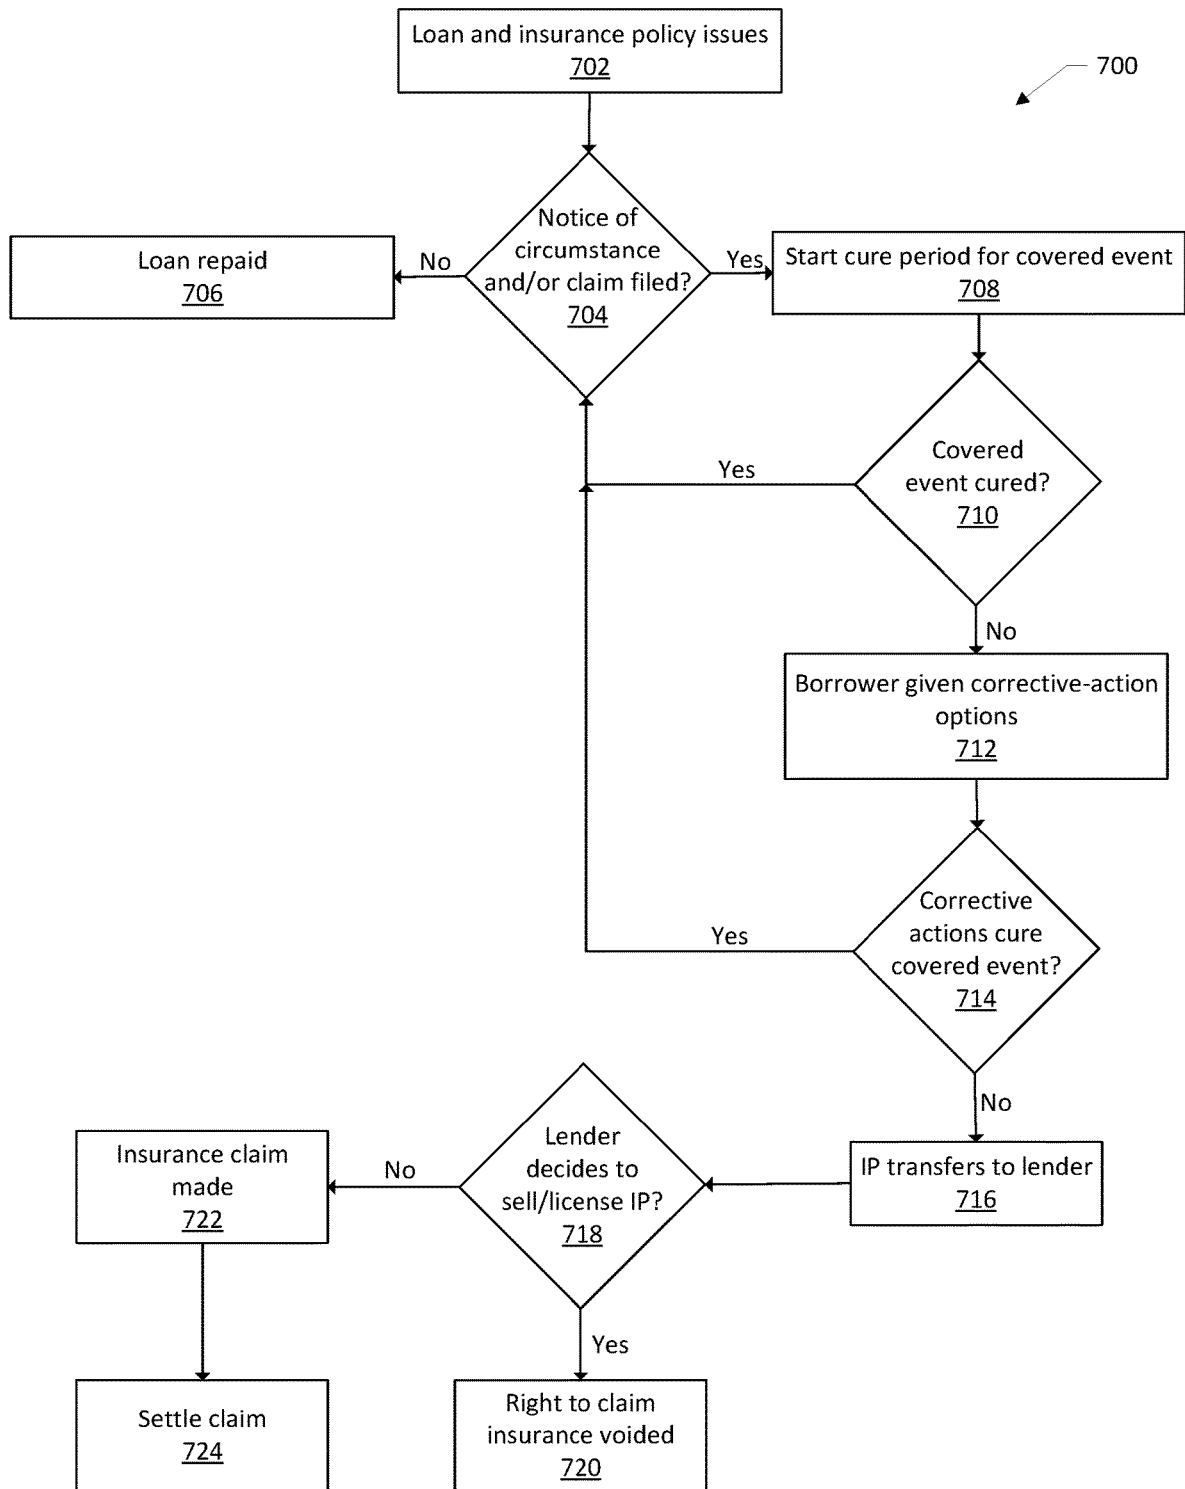 Loan and insurance policy issues
702
700
Notice of
circumstance
and/or claim filed?
704
No
Yes
Loan repaid
706
Start cure period for covered event
708
Covered
event cured?
710
Yes
No
Borrower given corrective-action
options
712
Corrective
actions cure
covered event?
714
Yes
No
IP transfers to lender
716
Lender
decides to
sell/license IP?
718
No
Yes
Insurance claim
made
722
Settle claim
724
Right to claim
insurance voided
720